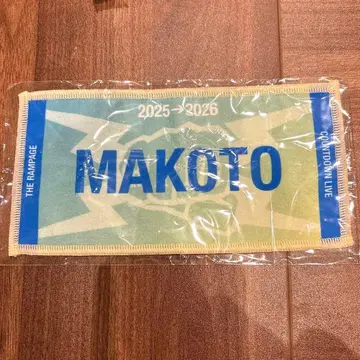 2025→2026
THE RAMPAGE
MAKOTO
COUNTDOWN LIVE